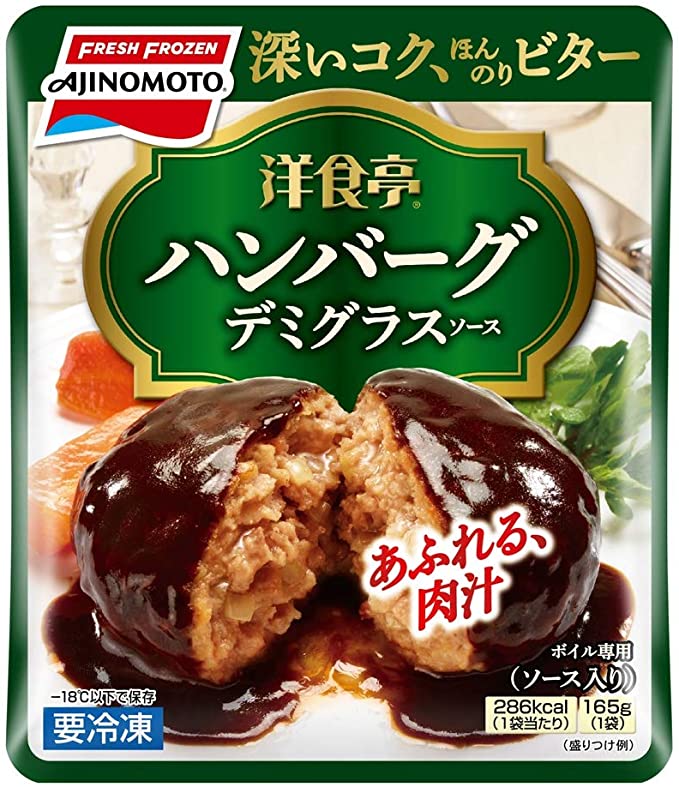 FRESH FROZEN
AJINOMOTO®
深いコク、ほんのりビター
洋食亭®
ハンバーグ
デミグラスソース
あふれる、
肉汁
ボイル専用
(ソース入り)
−18℃以下で保存
要冷凍
286kcal
(1袋当たり)
165g
(1袋)
(盛りつけ例)